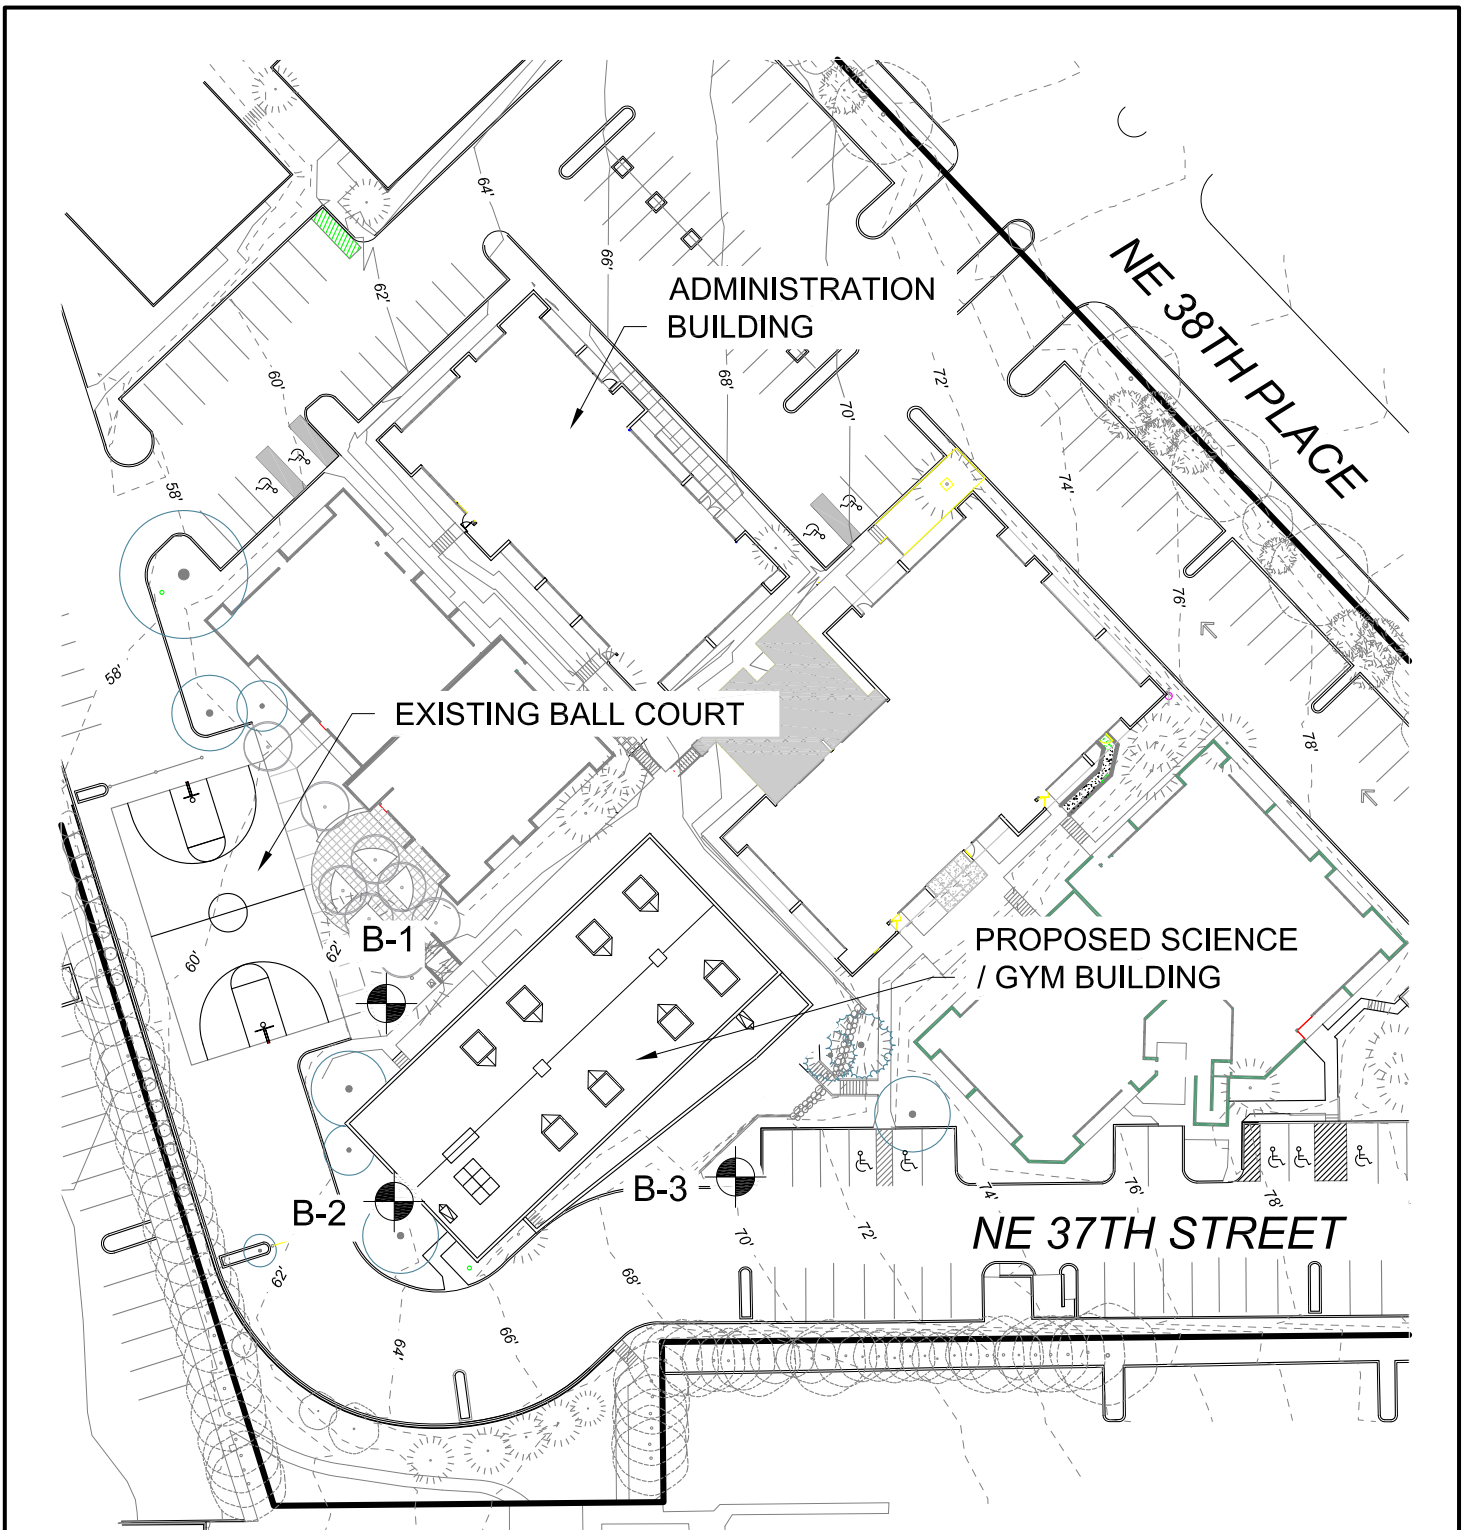 64'
66'
62'
ADMINISTRATION
BUILDING
NE 38TH PLACE
60'
68'
70'
72'
58'
74'
76'
58'
EXISTING BALL COURT
78'
B-1
62'
60'
PROPOSED SCIENCE
/ GYM BUILDING
B-2
B-3
74'
76'
78'
NE 37TH STREET
70'
72'
62'
68'
66'
64'